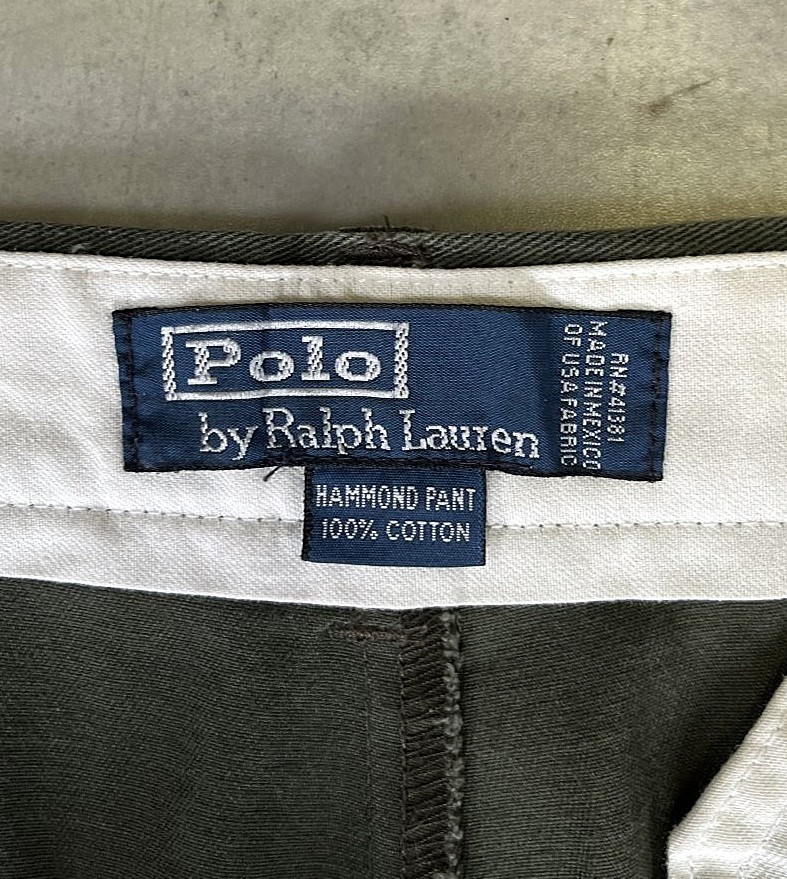 Polo
by Ralph Lauren
RN#41381
MADE IN MEXICO
OF USA FABRIC
HAMMOND PANT
100% COTTON